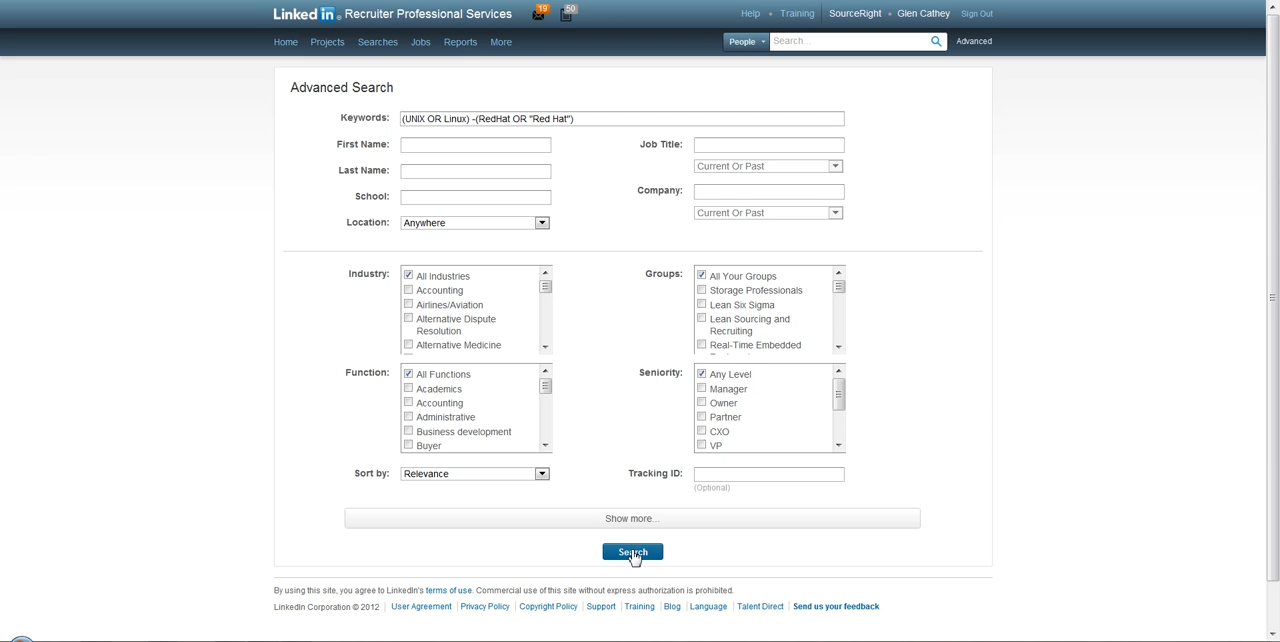 Linked in Recruiter Professional Services 19 50 Help Training SourceRight Glen Cathey Sign Out
Home Projects Searches Jobs Reports More People Search... Advanced
Advanced Search
Keywords: (UNIX OR Linux) -(RedHat OR "Red Hat")
First Name: Job Title:
Current Or Past
Last Name:
Company:
School:
Current Or Past
Location: Anywhere
Industry: All Industries Groups: All Your Groups
Accounting Storage Professionals
Airlines/Aviation Lean Six Sigma
Alternative Dispute Lean Sourcing and
Resolution Recruiting
Alternative Medicine Real-Time Embedded
Function: All Functions Seniority: Any Level
Academics Manager
Accounting Owner
Administrative Partner
Business development CXO
Buyer VP
Sort by: Relevance Tracking ID:
(Optional)
Show more...
Search
By using this site, you agree to LinkedIn's terms of use. Commercial use of this site without express authorization is prohibited.
LinkedIn Corporation © 2012 User Agreement Privacy Policy Copyright Policy Support Training Blog Language Talent Direct Send us your feedback